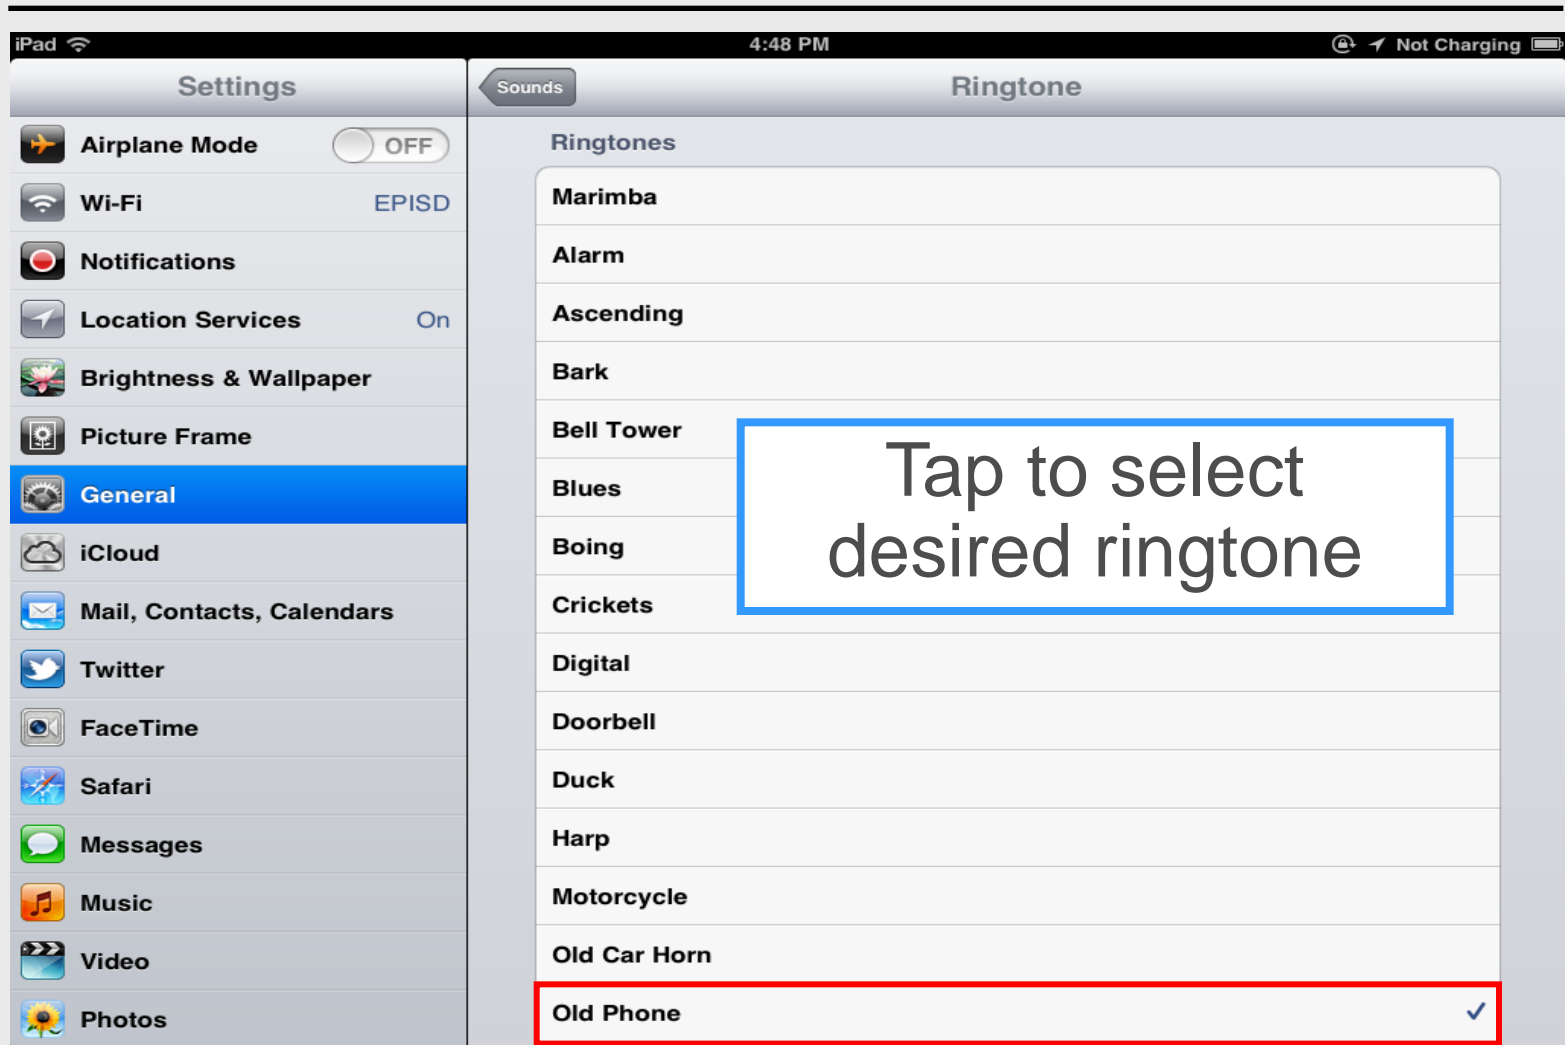 iPad 4:48 PM Not Charging
Settings
Airplane Mode OFF
Wi-Fi EPISD
Notifications
Location Services On
Brightness & Wallpaper
Picture Frame
General
iCloud
Mail, Contacts, Calendars
Twitter
FaceTime
Safari
Messages
Music
Video
Photos
Sounds Ringtone
Ringtones
Marimba
Alarm
Ascending
Bark
Bell Tower
Blues
Boing
Crickets
Digital
Doorbell
Duck
Harp
Motorcycle
Old Car Horn
Old Phone
Tap to select
desired ringtone